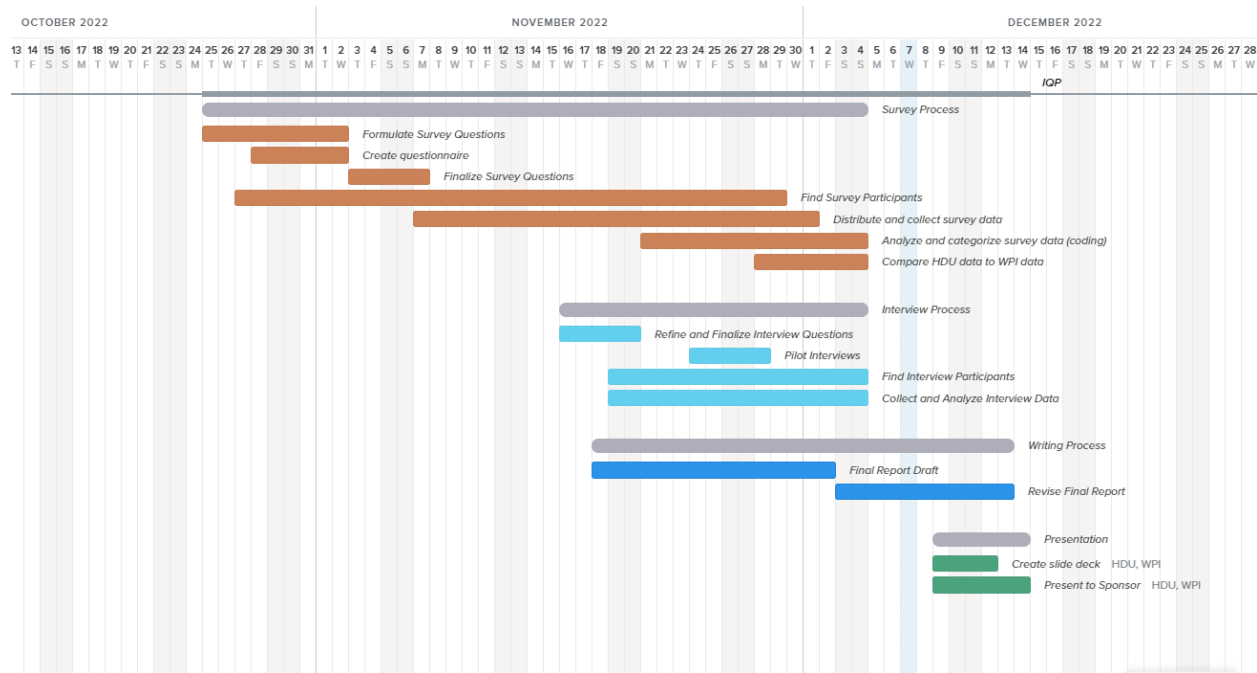 OCTOBER 2022 NOVEMBER 2022 DECEMBER 2022
13 14 15 16 17 18 19 20 21 22 23 24 25 26 27 28 29 30 31 1 2 3 4 5 6 7 8 9 10 11 12 13 14 15 16 17 18 19 20 21 22 23 24 25 26 27 28 29 30 1 2 3 4 5 6 7 8 9 10 11 12 13 14 15 16 17 18 19 20 21 22 23 24 25 26 27 28
T F S S M T W T F S S M T W T F S S M T W T F S S M T W T F S S M T W T F S S M T W T F S S M T W T F S S M T W T F S S M T W T F S S M T W T F S S M T W
IQP
Survey Process
Formulate Survey Questions
Create questionnaire
Finalize Survey Questions
Find Survey Participants
Distribute and collect survey data
Analyze and categorize survey data (coding)
Compare HDU data to WPI data
Interview Process
Refine and Finalize Interview Questions
Pilot Interviews
Find Interview Participants
Collect and Analyze Interview Data
Writing Process
Final Report Draft
Revise Final Report
Presentation
Create slide deck HDU, WPI
Present to Sponsor HDU, WPI